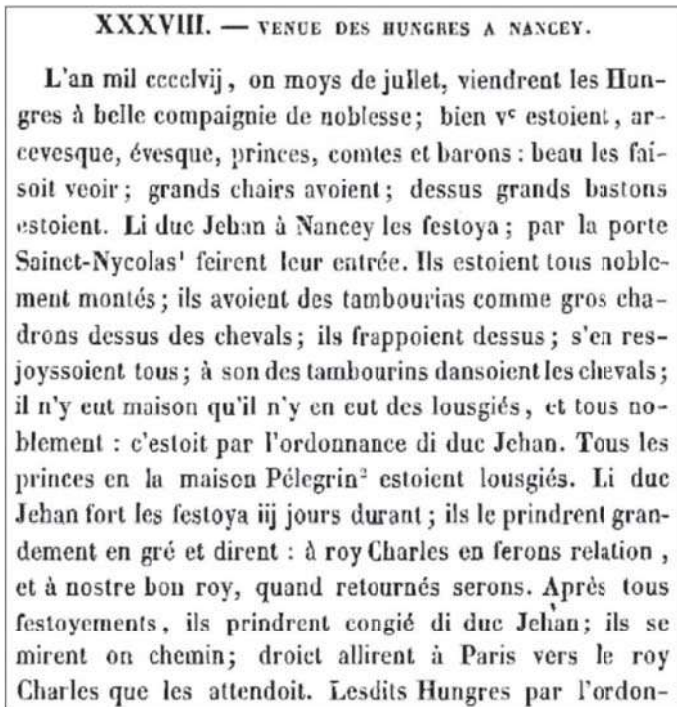 XXXVIII. — VENUE DES HUNGRES A NANCEY.
L'an mil cccclvij, on moys de jullet, viendrent les Hun-
gres à belle compaignie de noblesse; bien vᶜ estoient, ar-
cevesque, évesque, princes, comtes et barons : beau les fai-
soit veoir; grands chairs avoient; dessus grands bastons
estoient. Li duc Jehan à Nancey les festoya; par la porte
Sainct-Nycolas¹ feirent leur entrée. Ils estoient tous noble-
ment montés; ils avoient des tambourins comme gros cha-
drons dessus des chevals; ils frappoient dessus; s'en res-
joyssoient tous; à son des tambourins dansoient les chevals;
il n'y eut maison qu'il n'y en eut des lousgiés, et tous no-
blement : c'estoit par l'ordonnance di duc Jehan. Tous les
princes en la maison Pélegrin² estoient lousgiés. Li duc
Jehan fort les festoya iij jours durant; ils le prindrent gran-
dement en gré et dirent : à roy Charles en ferons relation,
et à nostre bon roy, quand retournés serons. Après tous
festoyements, ils prindrent congié di duc Jehan; ils se
mirent on chemin; droict allirent à Paris vers le roy
Charles que les attendoit. Lesdits Hungres par l'ordon-